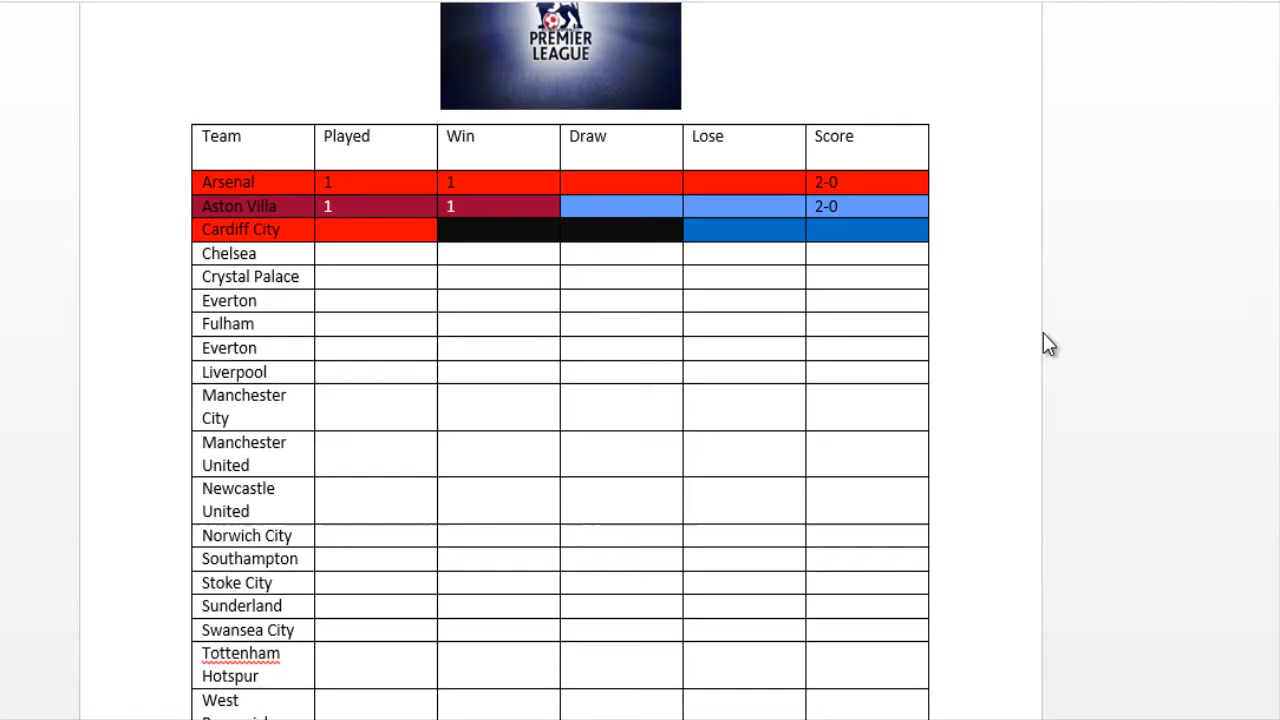 PREMIER
LEAGUE
Team Played Win Draw Lose Score
Arsenal 1 1 2-0
Aston Villa 1 1 2-0
Cardiff City
Chelsea
Crystal Palace
Everton
Fulham
Everton
Liverpool
Manchester
City
Manchester
United
Newcastle
United
Norwich City
Southampton
Stoke City
Sunderland
Swansea City
Tottenham
Hotspur
West